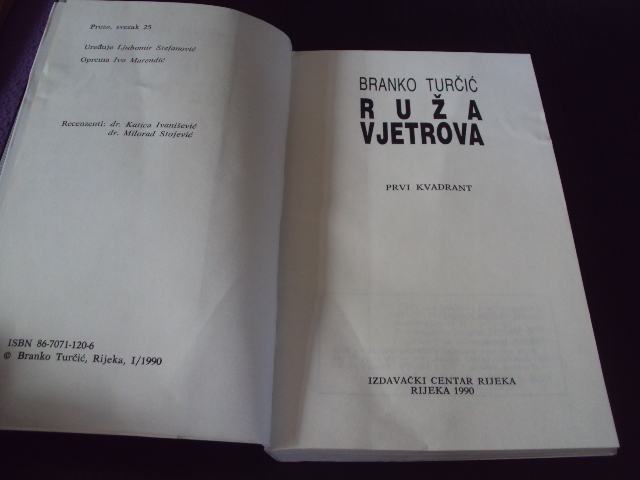 Proze, svezak 25
Uređuje Ljubomir Stefanović
Oprema Ivo Marendić
Recenzenti: dr. Katica Ivanišević
dr. Milorad Stojević
ISBN 86-7071-120-6
© Branko Turčić, Rijeka, I/1990
BRANKO TURČIĆ
RUŽA
VJETROVA
PRVI KVADRANT
IZDAVAČKI CENTAR RIJEKA
RIJEKA 1990